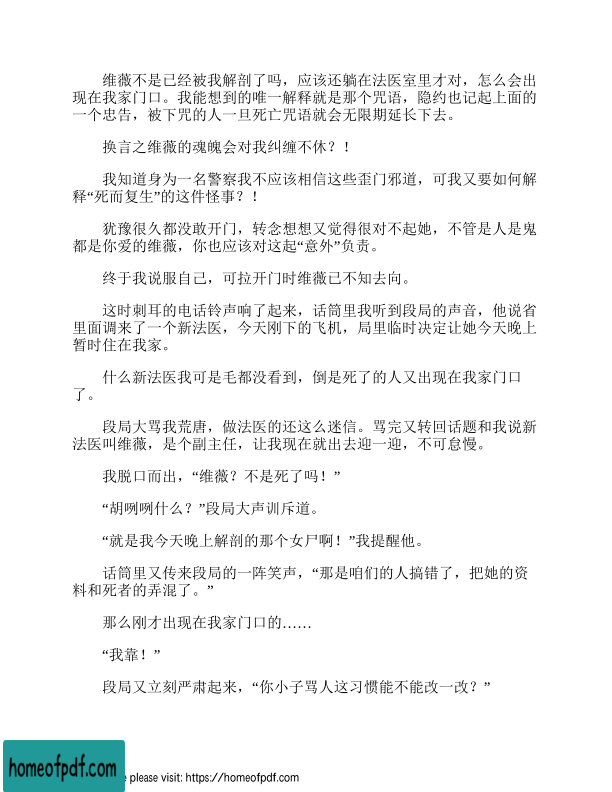 维薇不是已经被我解剖了吗，应该还躺在法医室里才对，怎么会出
现在我家门口。我能想到的唯一解释就是那个咒语，隐约也记起上面的
一个忠告，被下咒的人一旦死亡咒语就会无限期延长下去。
换言之维薇的魂魄会对我纠缠不休？！
我知道身为一名警察我不应该相信这些歪门邪道，可我又要如何解
释“死而复生”的这件怪事？！
犹豫很久都没敢开门，转念想想又觉得很对不起她，不管是人是鬼
都是你爱的维薇，你也应该对这起“意外”负责。
终于我说服自己，可拉开门时维薇已不知去向。
这时刺耳的电话铃声响了起来，话筒里我听到段局的声音，他说省
里面调来了一个新法医，今天刚下的飞机，局里临时决定让她今天晚上
暂时住在我家。
什么新法医我可是毛都没看到，倒是死了的人又出现在我家门口
了。
段局大骂我荒唐，做法医的还这么迷信。骂完又转回话题和我说新
法医叫维薇，是个副主任，让我现在就出去迎一迎，不可怠慢。
我脱口而出，“维薇？不是死了吗！”
“胡咧咧什么？”段局大声训斥道。
“就是我今天晚上解剖的那个女尸啊！”我提醒他。
话筒里又传来段局的一阵笑声，“那是咱们的人搞错了，把她的资
料和死者的弄混了。”
那么刚才出现在我家门口的……
“我靠！”
段局又立刻严肃起来，“你小子骂人这习惯能不能改一改？”
homeofpdf.com
please visit: https://homeofpdf.com